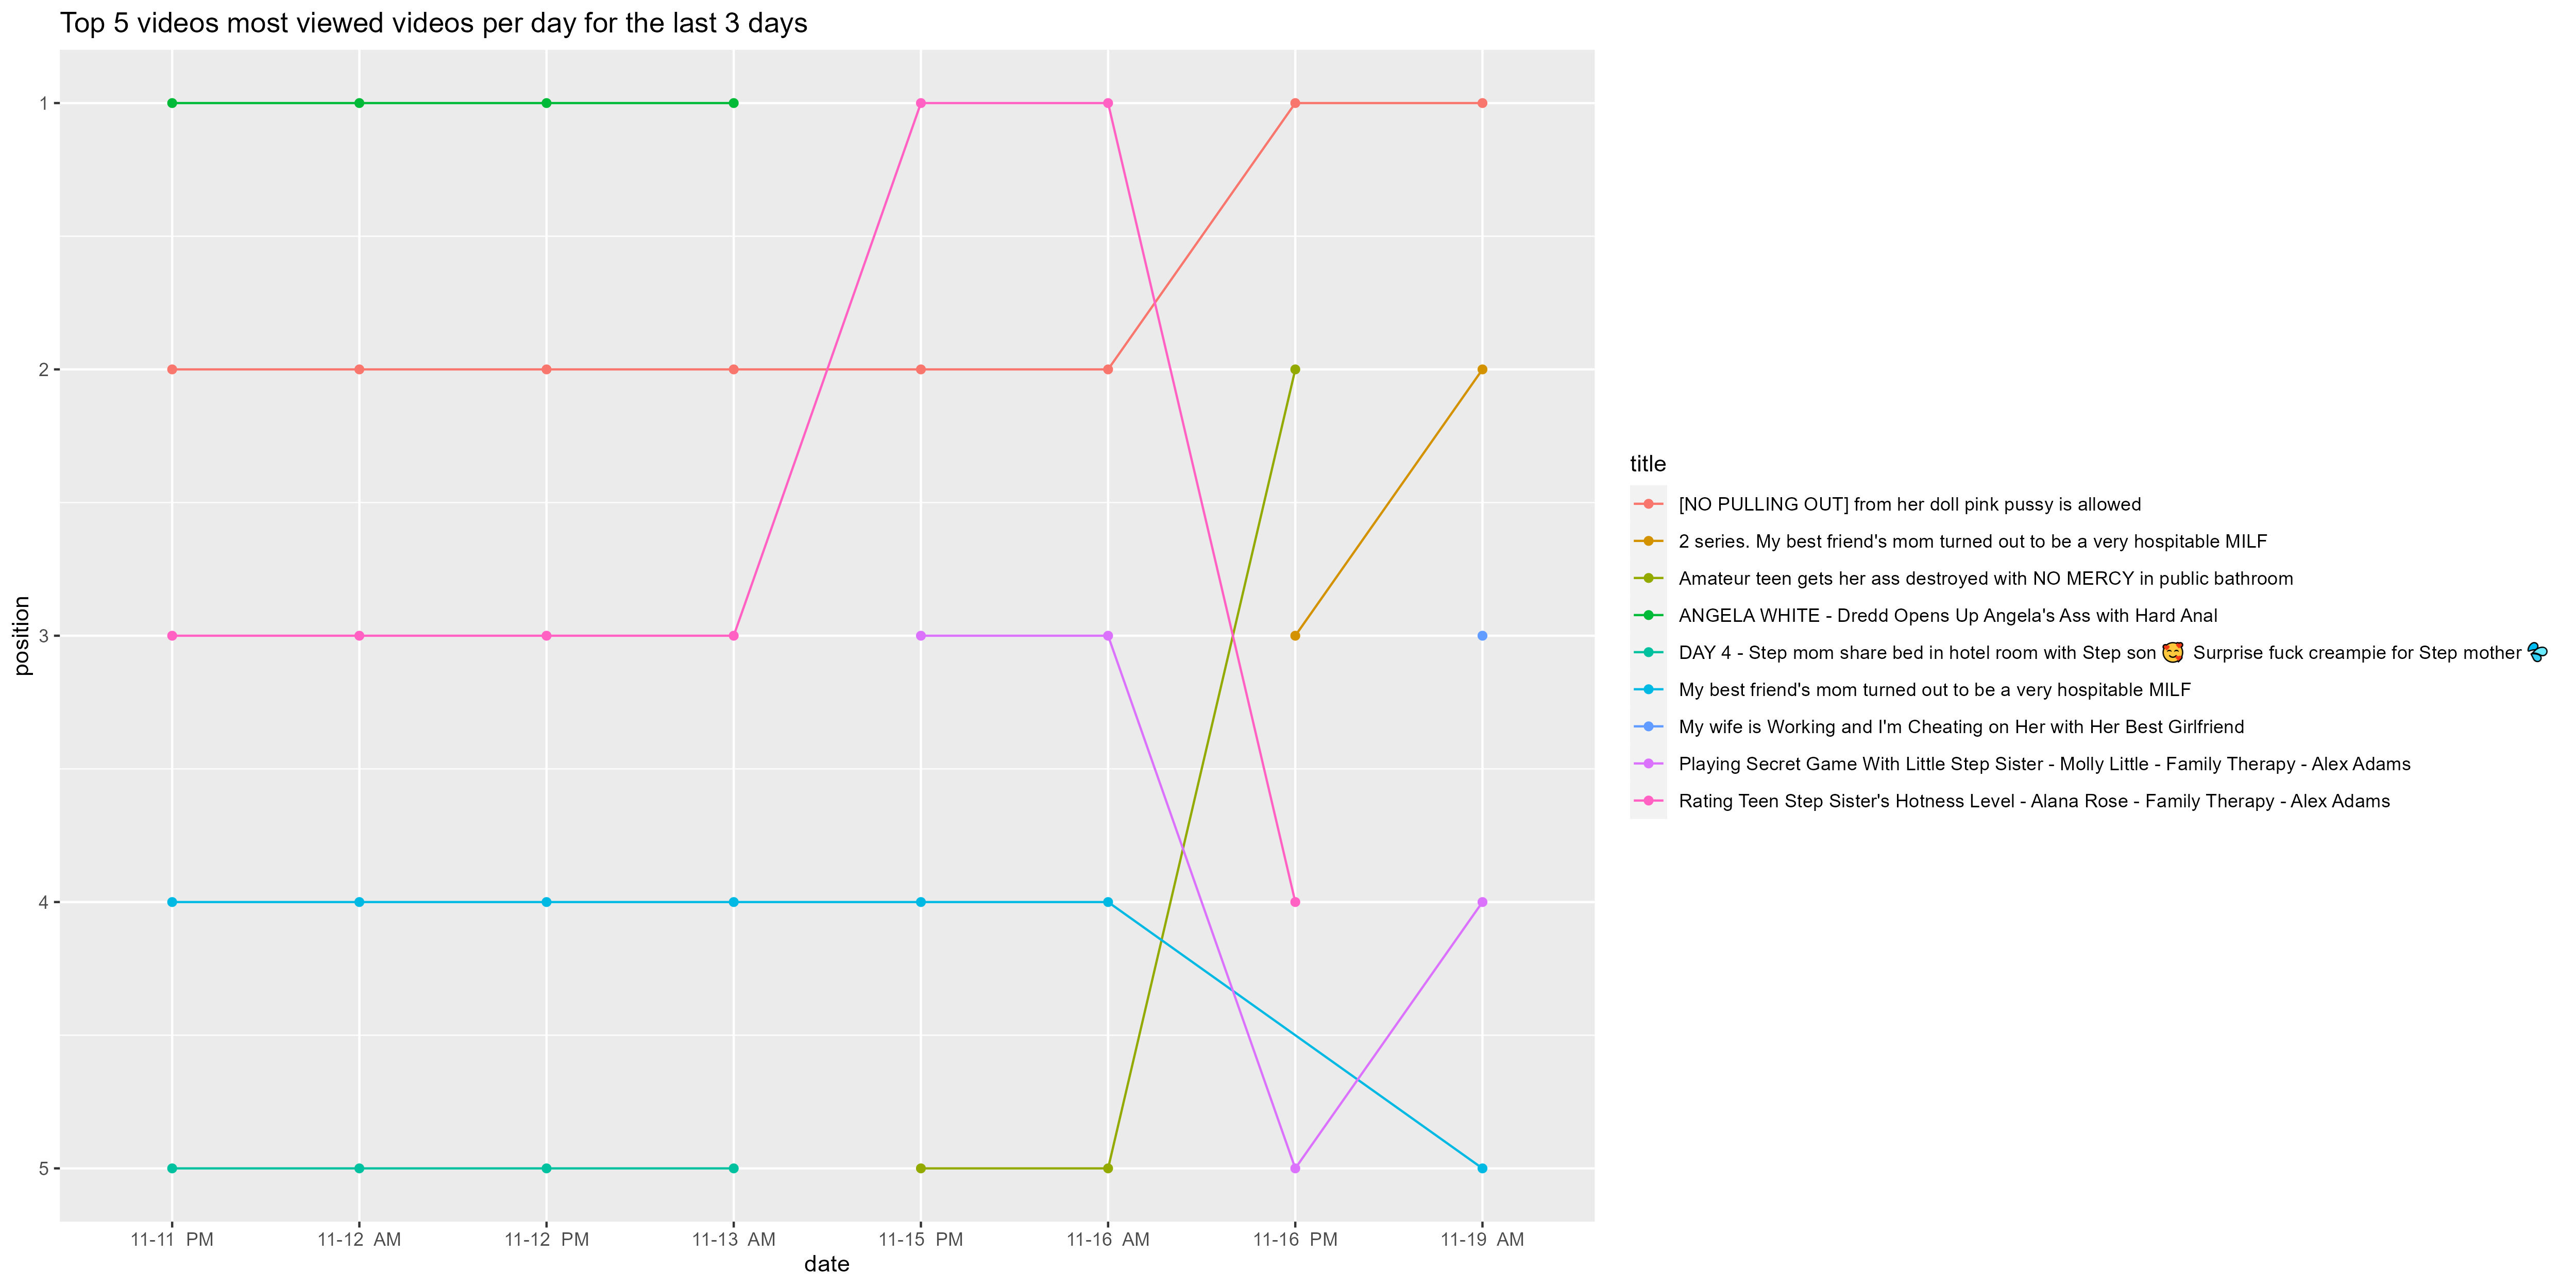 Top 5 videos most viewed videos per day for the last 3 days
position
1
2
3
4
5
11-11 PM
11-12 AM
11-12 PM
11-13 AM
11-15 PM
11-16 AM
11-16 PM
11-19 AM
date
title
[NO PULLING OUT] from her doll pink pussy is allowed
2 series. My best friend's mom turned out to be a very hospitable MILF
Amateur teen gets her ass destroyed with NO MERCY in public bathroom
ANGELA WHITE - Dredd Opens Up Angela's Ass with Hard Anal
DAY 4 - Step mom share bed in hotel room with Step son 🥰 Surprise fuck creampie for Step mother 💦
My best friend's mom turned out to be a very hospitable MILF
My wife is Working and I'm Cheating on Her with Her Best Girlfriend
Playing Secret Game With Little Step Sister - Molly Little - Family Therapy - Alex Adams
Rating Teen Step Sister's Hotness Level - Alana Rose - Family Therapy - Alex Adams